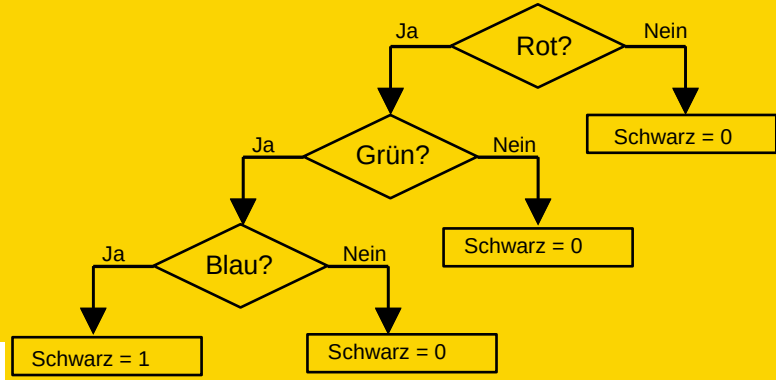 Ja
Rot?
Nein
Schwarz = 0
Ja
Grün?
Nein
Schwarz = 0
Ja
Blau?
Nein
Schwarz = 1
Schwarz = 0